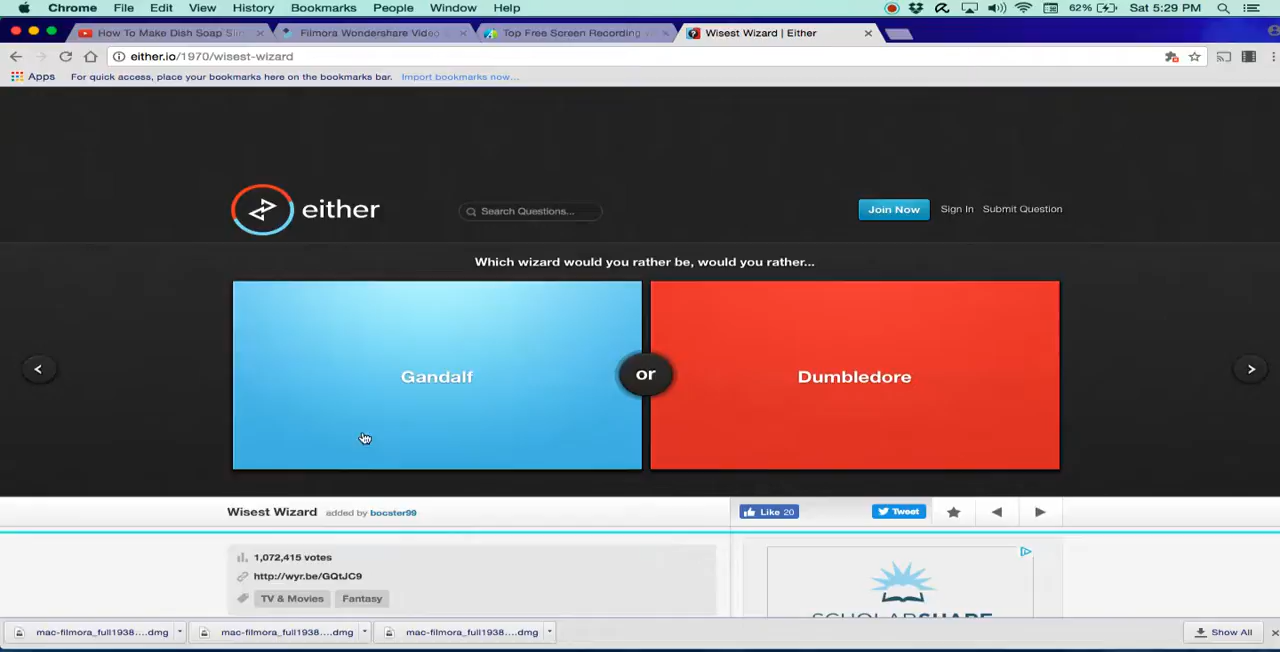 Chrome File Edit View History Bookmarks People Window Help 62% Sat 5:29 PM
How To Make Dish Soap Slim Filmora Wondershare Video Top Free Screen Recording Wisest Wizard | Either
either.io/1970/wisest-wizard
Apps For quick access, place your bookmarks here on the bookmarks bar. Import bookmarks now...
either Search Questions... Join Now Sign In Submit Question
Which wizard would you rather be, would you rather...
Gandalf or Dumbledore
Wisest Wizard added by bocster99 Like 20 Tweet
1,072,415 votes
http://wyr.be/GQtJC9
TV & Movies Fantasy
SCHOLARSHARE
mac-filmora_full1938....dmg mac-filmora_full1938....dmg mac-filmora_full1938....dmg Show All